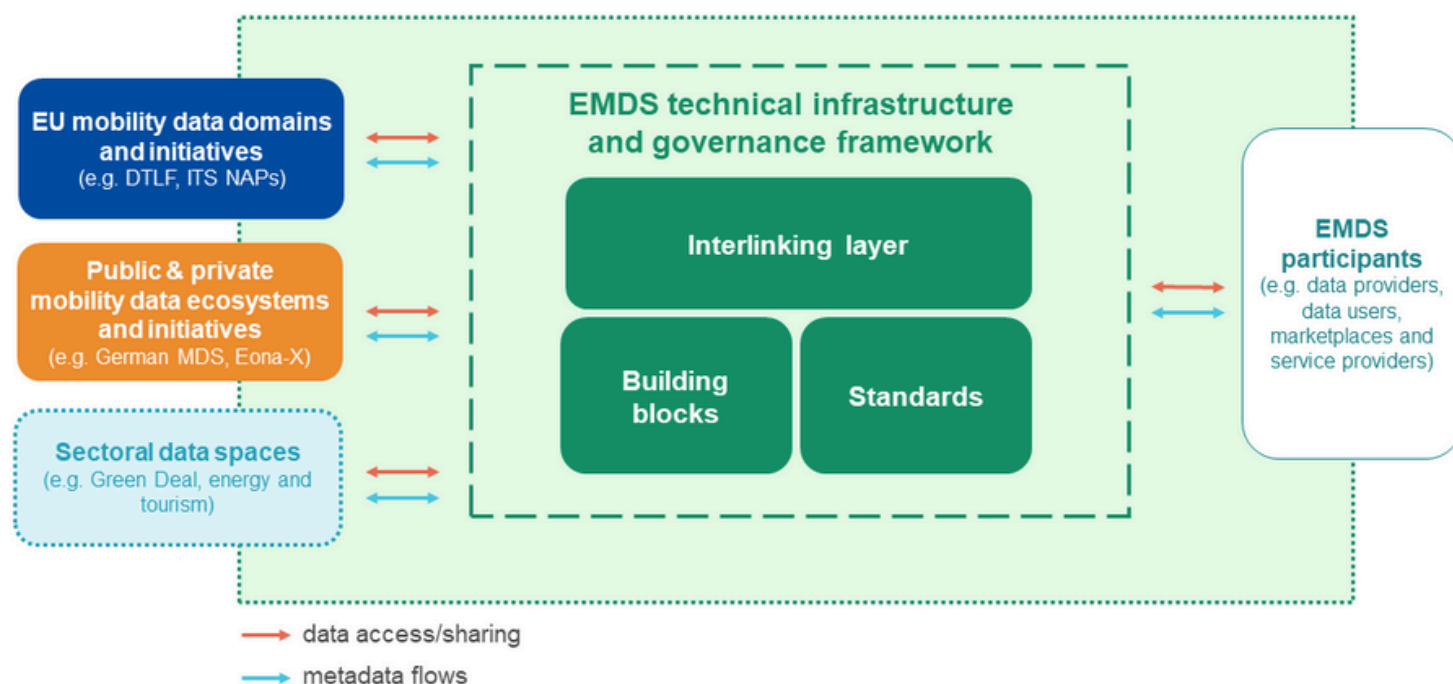 EU mobility data domains
and initiatives
(e.g. DTLF, ITS NAPs)
Public & private
mobility data ecosystems
and initiatives
(e.g. German MDS, Eona-X)
Sectoral data spaces
(e.g. Green Deal, energy and
tourism)
EMDS technical infrastructure
and governance framework
Interlinking layer
Building
blocks
Standards
EMDS
participants
(e.g. data providers,
data users,
marketplaces and
service providers)
data access/sharing
metadata flows